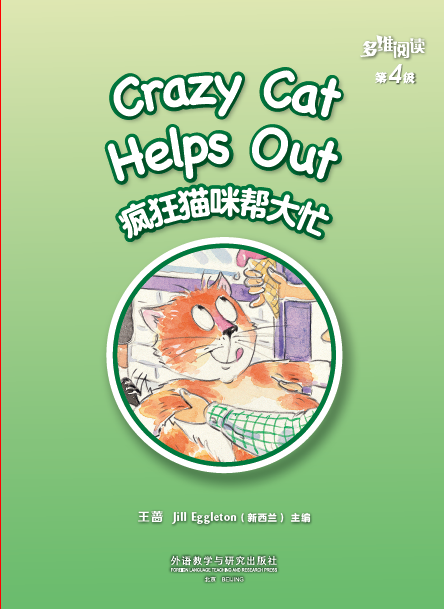 多维阅读
第4级
Crazy Cat
Helps Out
疯狂猫咪帮大忙
王蔷 Jill Eggleton（新西兰）主编
外语教学与研究出版社
FOREIGN LANGUAGE TEACHING AND RESEARCH PRESS
北京 BEIJING